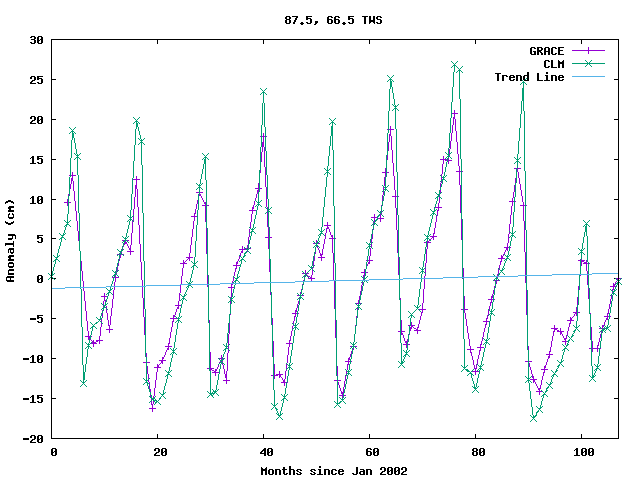 87.5, 66.5 TWS
GRACE
CLM
Trend Line
30
25
20
15
10
5
0
-5
-10
-15
-20
Anomaly (cm)
0 20 40 60 80 100
Months since Jan 2002